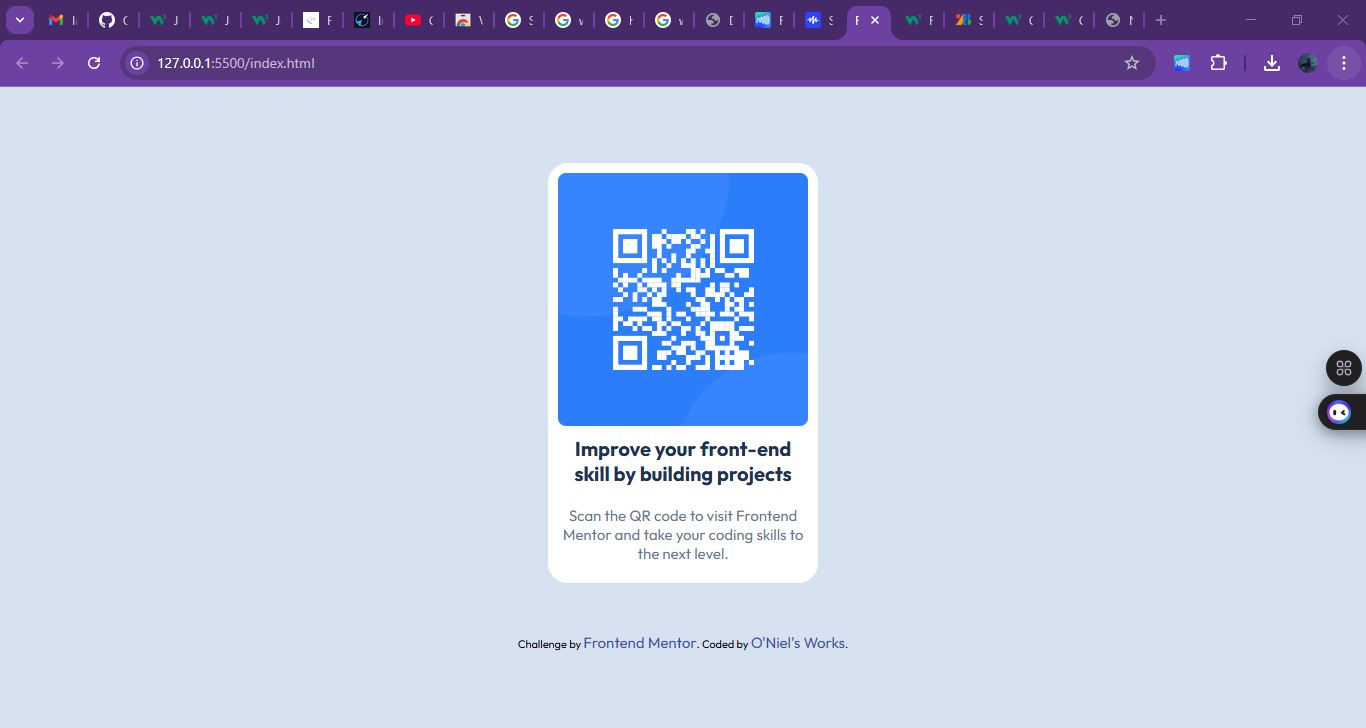 127.0.0.1:5500/index.html
Improve your front-end
skill by building projects
Scan the QR code to visit Frontend
Mentor and take your coding skills to
the next level.
Challenge by Frontend Mentor. Coded by O'Niel's Works.